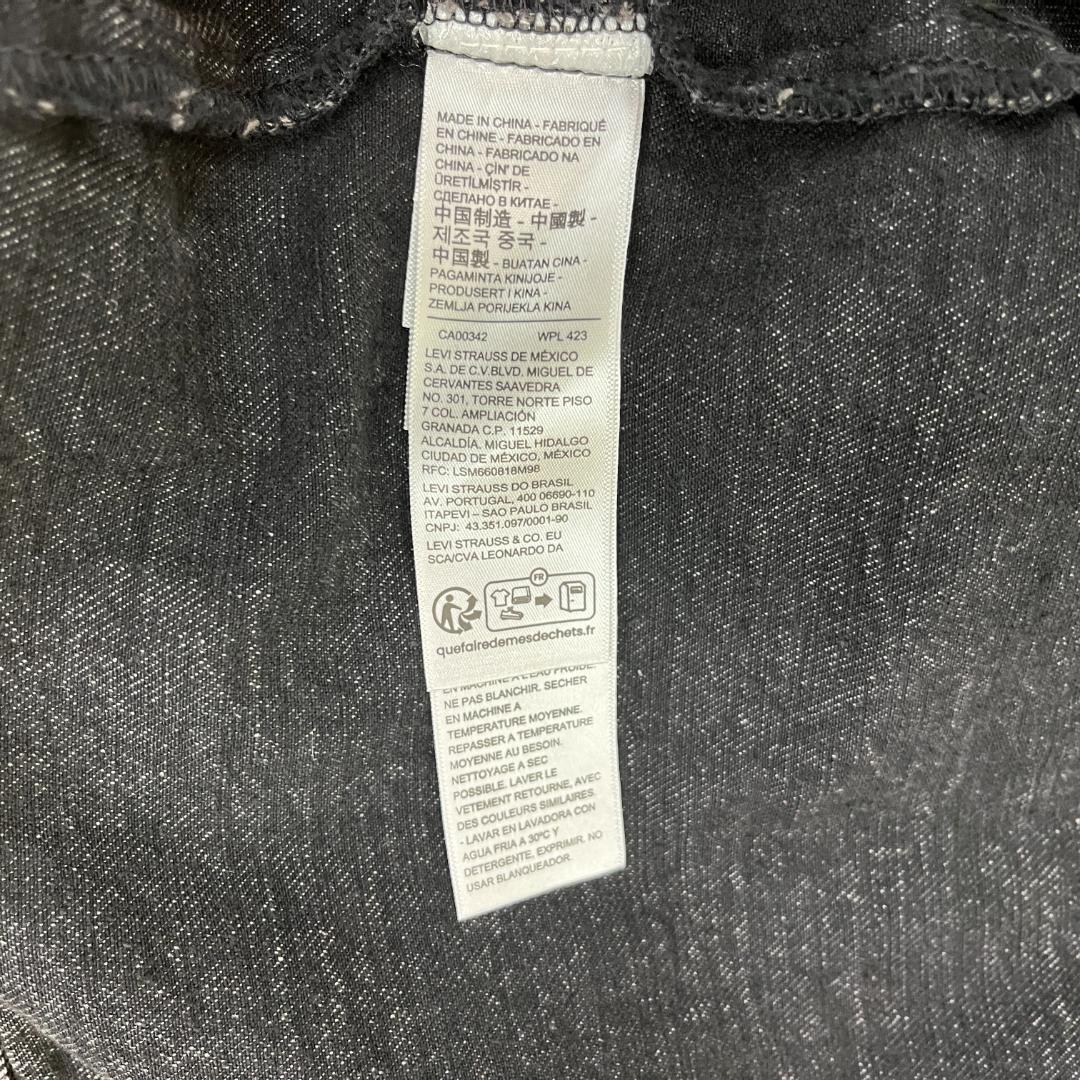 MADE IN CHINA - FABRIQUÉ
EN CHINE - FABRICADO EN
CHINA - FABRICADO NA
CHINA - ÇİN' DE
ÜRETİLMİŞTİR -
СДЕЛАНО В КИТАЕ -
中国制造 - 中國製 -
제조국 중국 -
中国製 - BUATAN CINA -
PAGAMINTA KINIJOJE -
PRODUSERT I KINA -
ZEMLJA PORIJEKLA KINA
CA00342 WPL 423
LEVI STRAUSS DE MÉXICO
S.A. DE C.V.BLVD. MIGUEL DE
CERVANTES SAAVEDRA
NO. 301, TORRE NORTE PISO
7 COL. AMPLIACIÓN
GRANADA C.P. 11529
ALCALDÍA, MIGUEL HIDALGO
CIUDAD DE MÉXICO, MÉXICO
RFC: LSM660818M98
LEVI STRAUSS DO BRASIL
AV. PORTUGAL, 400 06690-110
ITAPEVI – SAO PAULO BRASIL
CNPJ: 43.351.097/0001-90
LEVI STRAUSS & CO. EU
SCA/CVA LEONARDO DA
FR
quefairedemesdechets.fr
EN MACHINE A L'EAU FROIDE.
NE PAS BLANCHIR. SECHER
EN MACHINE A
TEMPERATURE MOYENNE.
REPASSER A TEMPERATURE
MOYENNE AU BESOIN.
NETTOYAGE A SEC
POSSIBLE. LAVER LE
VETEMENT RETOURNE, AVEC
DES COULEURS SIMILAIRES.
- LAVAR EN LAVADORA CON
AGUA FRIA A 30ºC Y
DETERGENTE, EXPRIMIR. NO
USAR BLANQUEADOR.